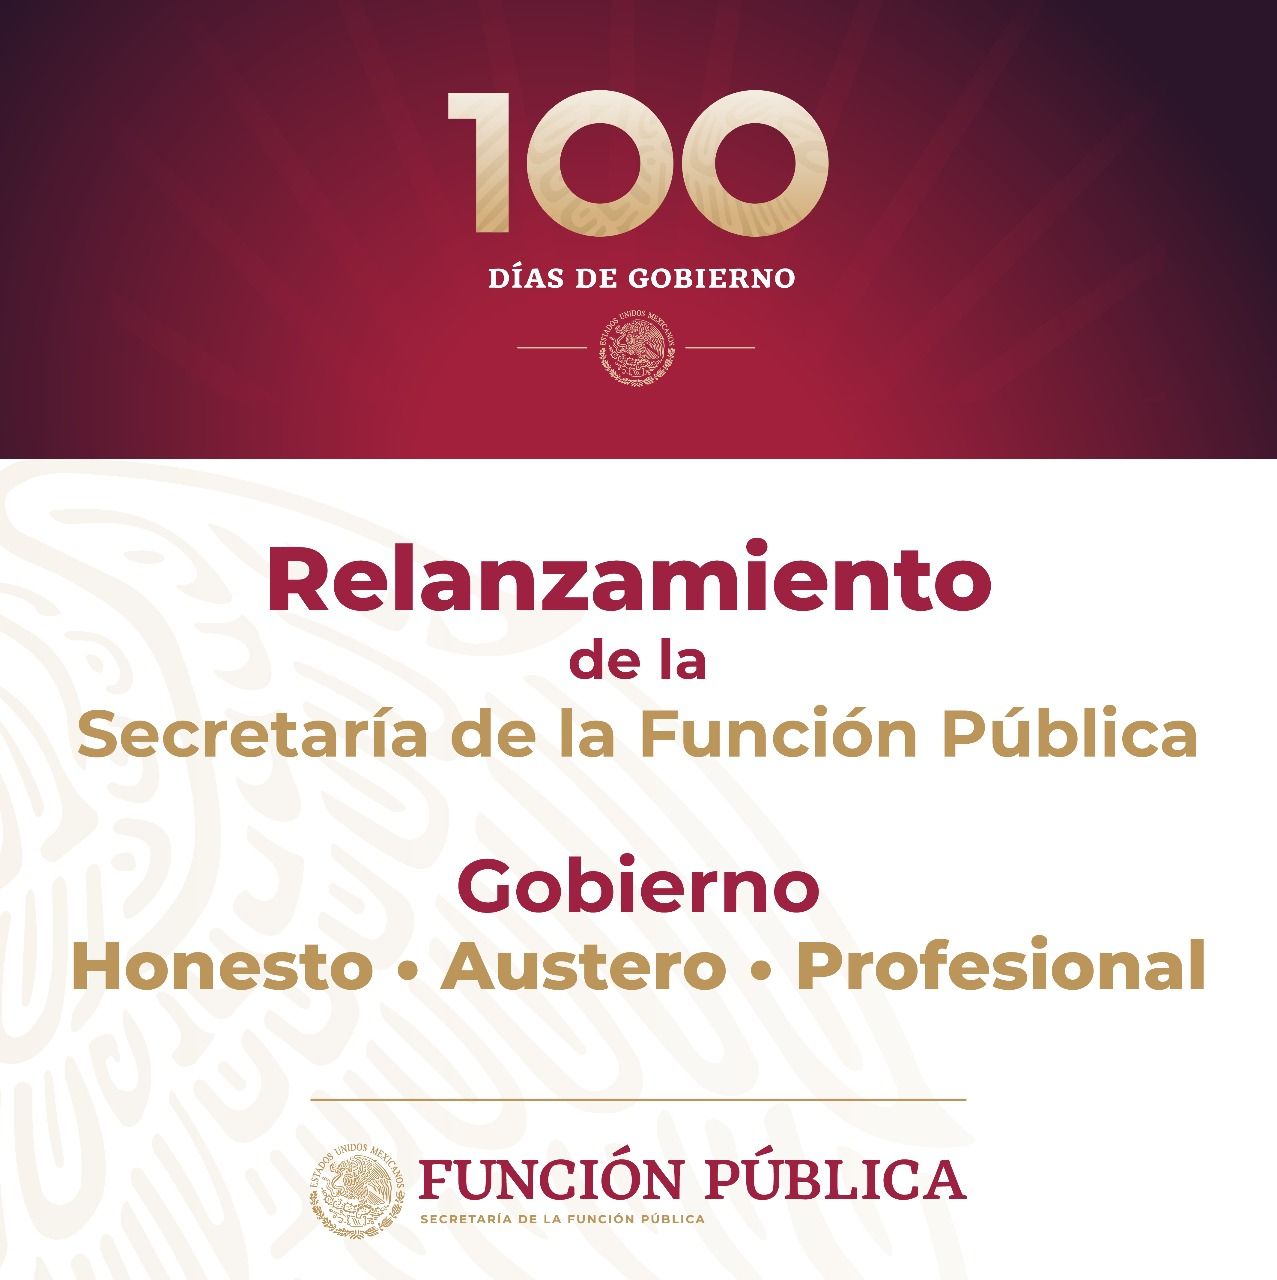 100
DÍAS DE GOBIERNO
ESTADOS UNIDOS MEXICANOS
Relanzamiento
de la
Secretaría de la Función Pública
Gobierno
Honesto • Austero • Profesional
ESTADOS UNIDOS MEXICANOS
FUNCIÓN PÚBLICA
SECRETARÍA DE LA FUNCIÓN PÚBLICA